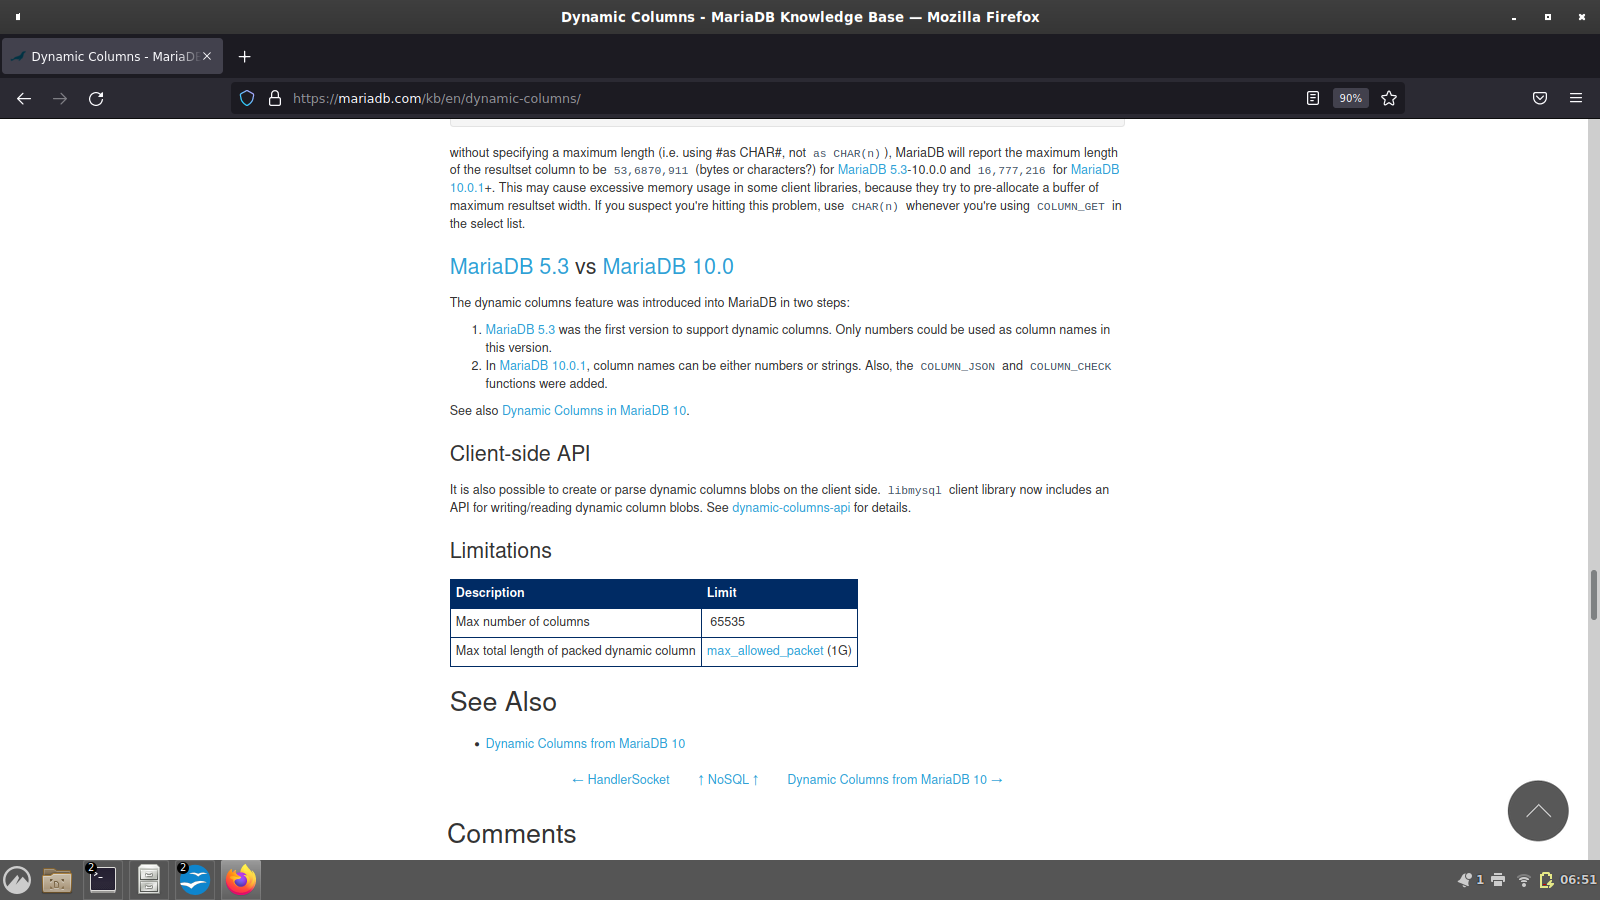 Dynamic Columns - MariaDB Knowledge Base — Mozilla Firefox
Dynamic Columns - MariaDB
https://mariadb.com/kb/en/dynamic-columns/
90%
without specifying a maximum length (i.e. using #as CHAR#, not as CHAR(n) ), MariaDB will report the maximum length
of the resultset column to be 53,6870,911 (bytes or characters?) for MariaDB 5.3-10.0.0 and 16,777,216 for MariaDB
10.0.1+. This may cause excessive memory usage in some client libraries, because they try to pre-allocate a buffer of
maximum resultset width. If you suspect you're hitting this problem, use CHAR(n) whenever you're using COLUMN_GET in
the select list.
MariaDB 5.3 vs MariaDB 10.0
The dynamic columns feature was introduced into MariaDB in two steps:
1. MariaDB 5.3 was the first version to support dynamic columns. Only numbers could be used as column names in
this version.
2. In MariaDB 10.0.1, column names can be either numbers or strings. Also, the COLUMN_JSON and COLUMN_CHECK
functions were added.
See also Dynamic Columns in MariaDB 10.
Client-side API
It is also possible to create or parse dynamic columns blobs on the client side. libmysql client library now includes an
API for writing/reading dynamic column blobs. See dynamic-columns-api for details.
Limitations
Description Limit
Max number of columns 65535
Max total length of packed dynamic column max_allowed_packet (1G)
See Also
• Dynamic Columns from MariaDB 10
← HandlerSocket ↑ NoSQL ↑ Dynamic Columns from MariaDB 10 →
Comments
2 2 1 06:51